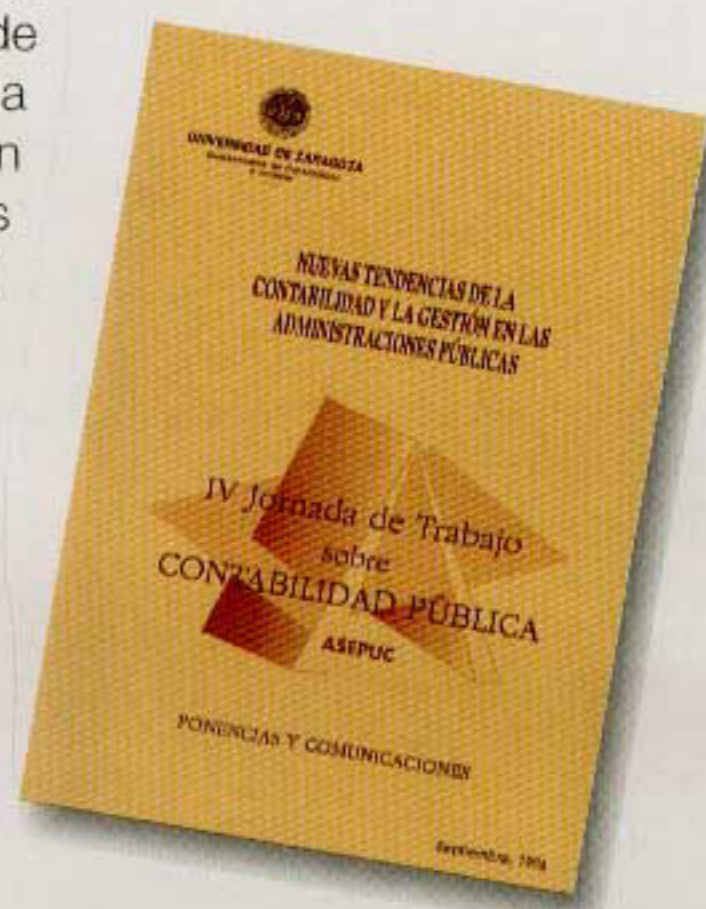 de
a
n
s
UNIVERSIDAD DE ZARAGOZA
NUEVAS TENDENCIAS DE LA
CONTABILIDAD Y LA GESTIÓN EN LAS
ADMINISTRACIONES PÚBLICAS
IV Jornada de Trabajo
sobre
CONTABILIDAD PÚBLICA
ASEPUC
PONENCIAS Y COMUNICACIONES
Septiembre,